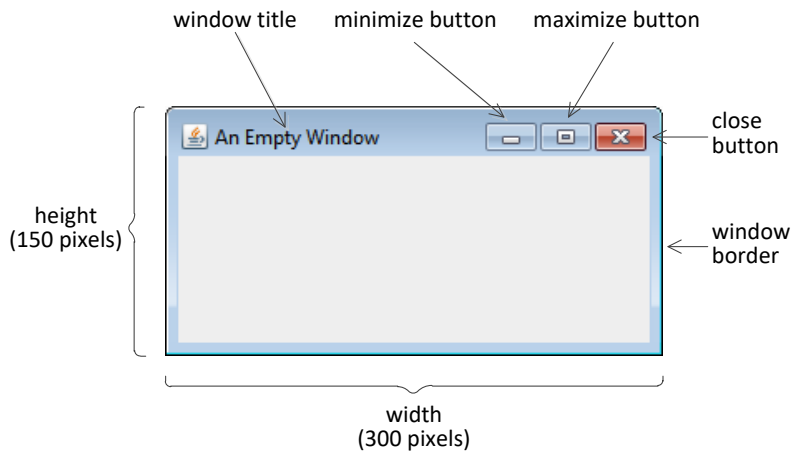 window title
minimize button
maximize button
An Empty Window
close
button
height
(150 pixels)
window
border
width
(300 pixels)